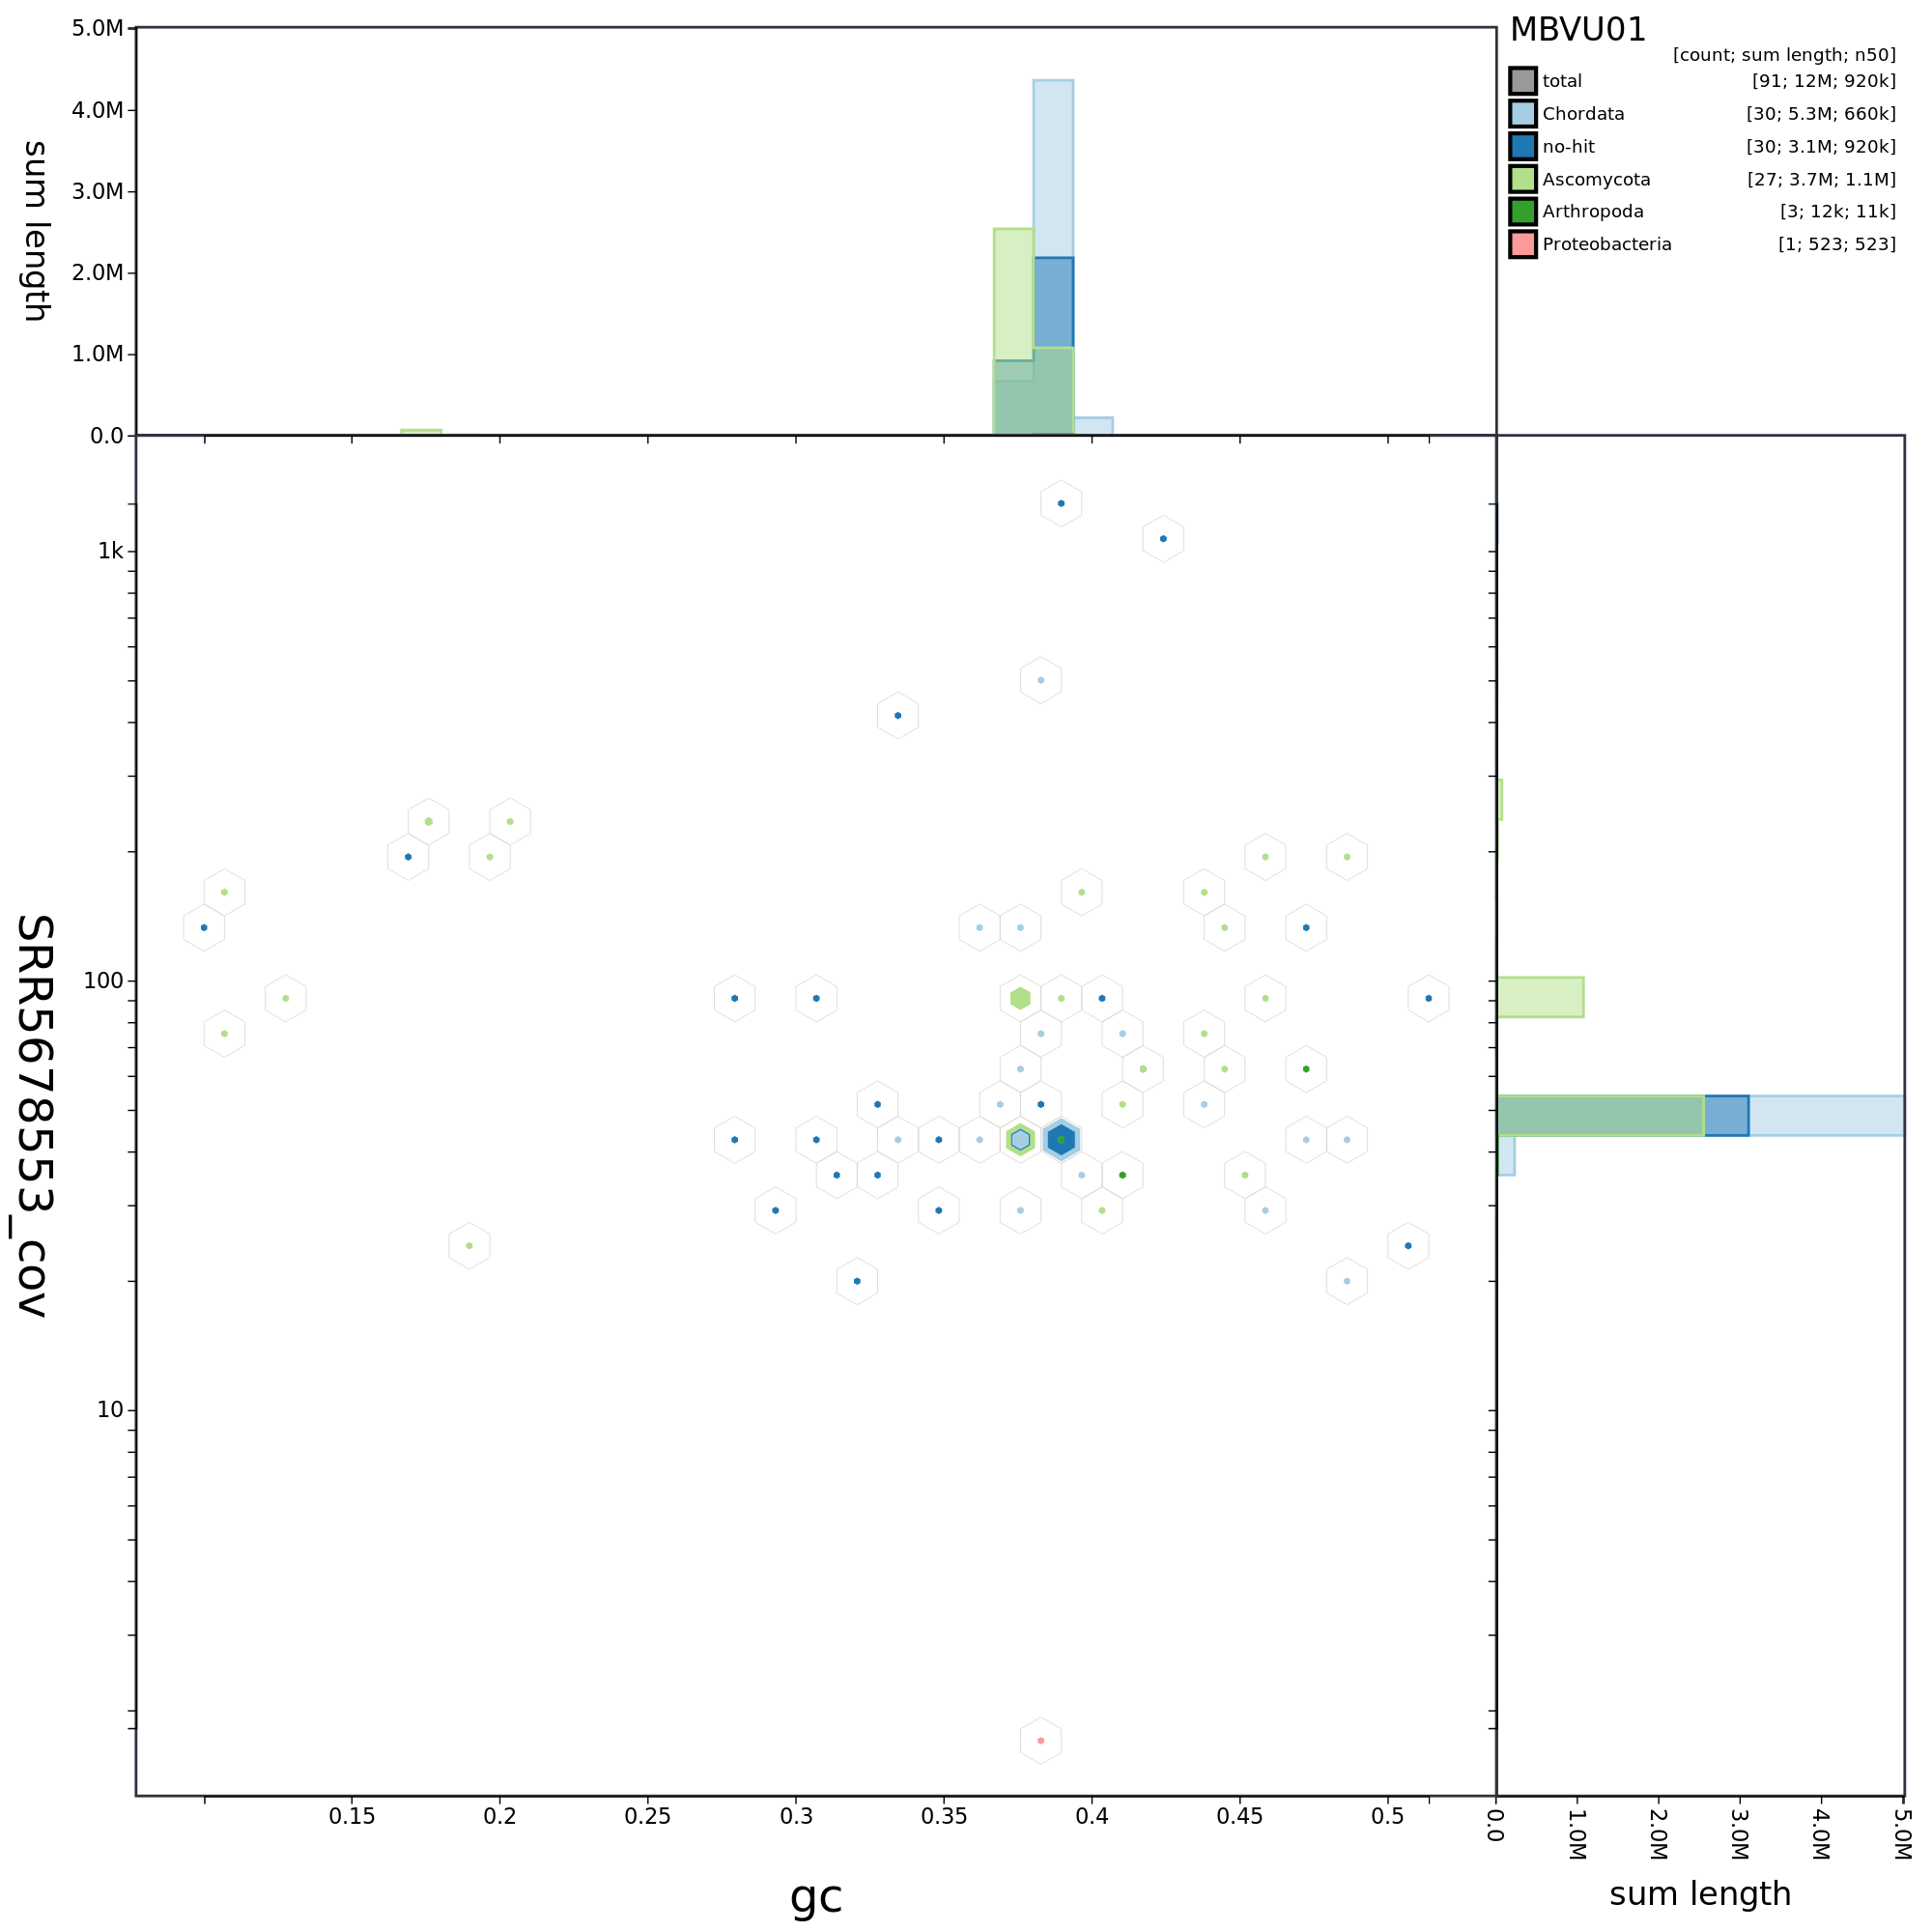 MBVU01
[count; sum length; n50]
total [91; 12M; 920k]
Chordata [30; 5.3M; 660k]
no-hit [30; 3.1M; 920k]
Ascomycota [27; 3.7M; 1.1M]
Arthropoda [3; 12k; 11k]
Proteobacteria [1; 523; 523]
5.0M
4.0M
3.0M
2.0M
1.0M
0.0
sum length
1k
100
10
SRR5678553_cov
0.15 0.2 0.25 0.3 0.35 0.4 0.45 0.5
gc
0.0 1.0M 2.0M 3.0M 4.0M 5.0M
sum length